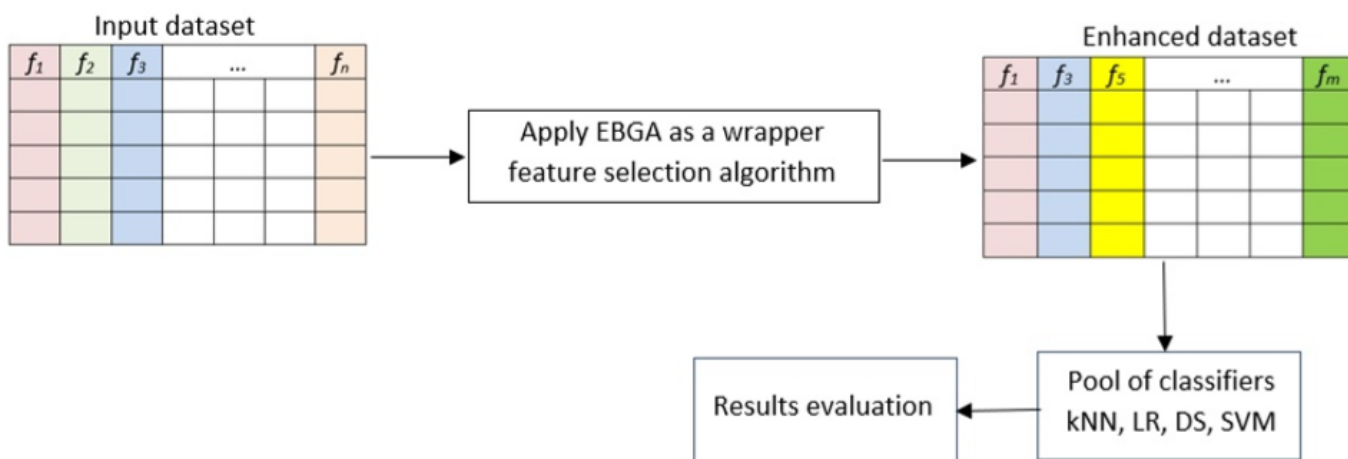 Input dataset
f1 f2 f3 ... fn
Apply EBGA as a wrapper
feature selection algorithm
Enhanced dataset
f1 f3 f5 ... fm
Pool of classifiers
kNN, LR, DS, SVM
Results evaluation